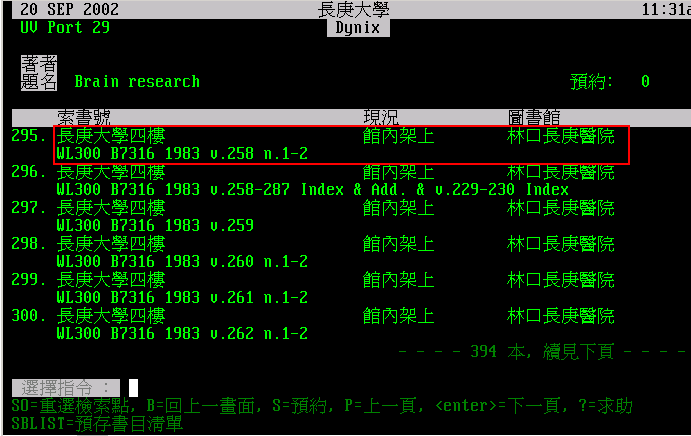 20 SEP 2002 長庚大學 11:31a
UV Port 29 Dynix
著者
題名 Brain research 預約: 0
索書號 現況 圖書館
295. 長庚大學四樓 館內架上 林口長庚醫院
WL300 B7316 1983 v.258 n.1-2
296. 長庚大學四樓 館內架上 林口長庚醫院
WL300 B7316 1983 v.258-287 Index & Add. & v.229-230 Index
297. 長庚大學四樓 館內架上 林口長庚醫院
WL300 B7316 1983 v.259
298. 長庚大學四樓 館內架上 林口長庚醫院
WL300 B7316 1983 v.260 n.1-2
299. 長庚大學四樓 館內架上 林口長庚醫院
WL300 B7316 1983 v.261 n.1-2
300. 長庚大學四樓 館內架上 林口長庚醫院
WL300 B7316 1983 v.262 n.1-2
- - - - 394 本, 續見下頁 - - - -
選擇指令 :
SO=重選檢索點, B=回上一畫面, S=預約, P=上一頁, <enter>=下一頁, ?=求助
SBLIST=預存書目清單